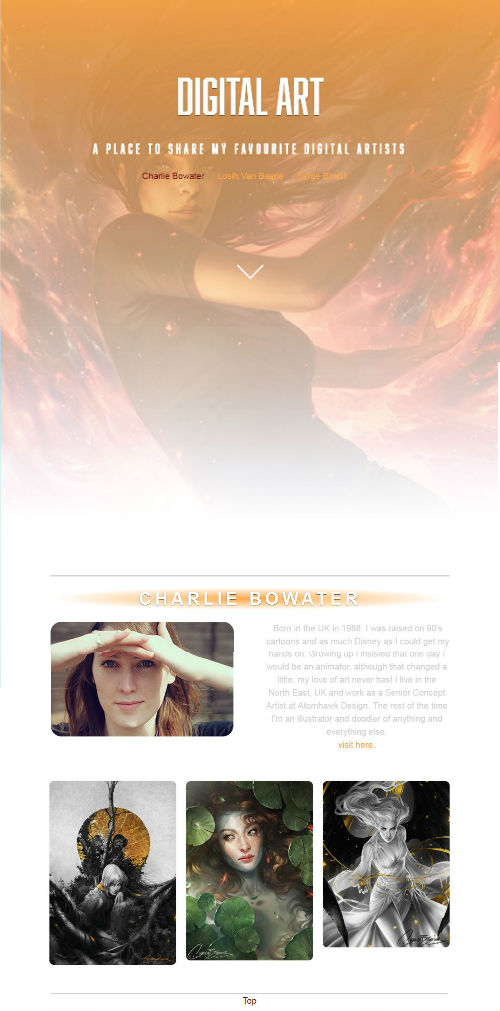 DIGITAL ART
A PLACE TO SHARE MY FAVOURITE DIGITAL ARTISTS
Charlie Bowater Losih Van Baarle Serge Birault
CHARLIE BOWATER
Born in the UK in '1988. I was raised on 90's
cartoons and as much Disney as I could get my
hands on. Growing up I insisted that one day I
would be an animator, although that changed a
little, my love of art never has! I live in the
North East, UK and work as a Senior Concept
Artist at Atomhawk Design. The rest of the time
I'm an illustrator and doodler of anything and
everything else.
visit here.
Top